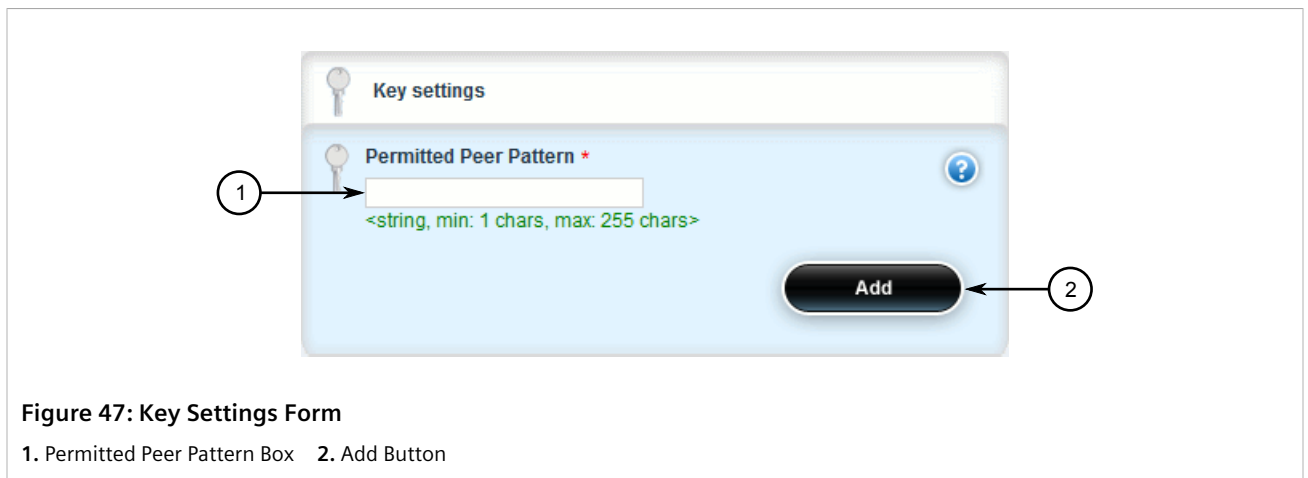 Key settings
Permitted Peer Pattern *
?
1
<string, min: 1 chars, max: 255 chars>
Add
2
Figure 47: Key Settings Form
1. Permitted Peer Pattern Box 2. Add Button